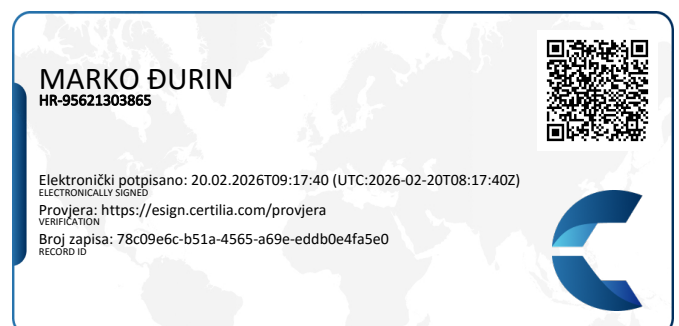 MARKO ĐURIN
HR-95621303865
Elektronički potpisano: 20.02.2026T09:17:40 (UTC:2026-02-20T08:17:40Z)
ELECTRONICALLY SIGNED
Provjera: https://esign.certilia.com/provjera
VERIFICATION
Broj zapisa: 78c09e6c-b51a-4565-a69e-eddb0e4fa5e0
RECORD ID